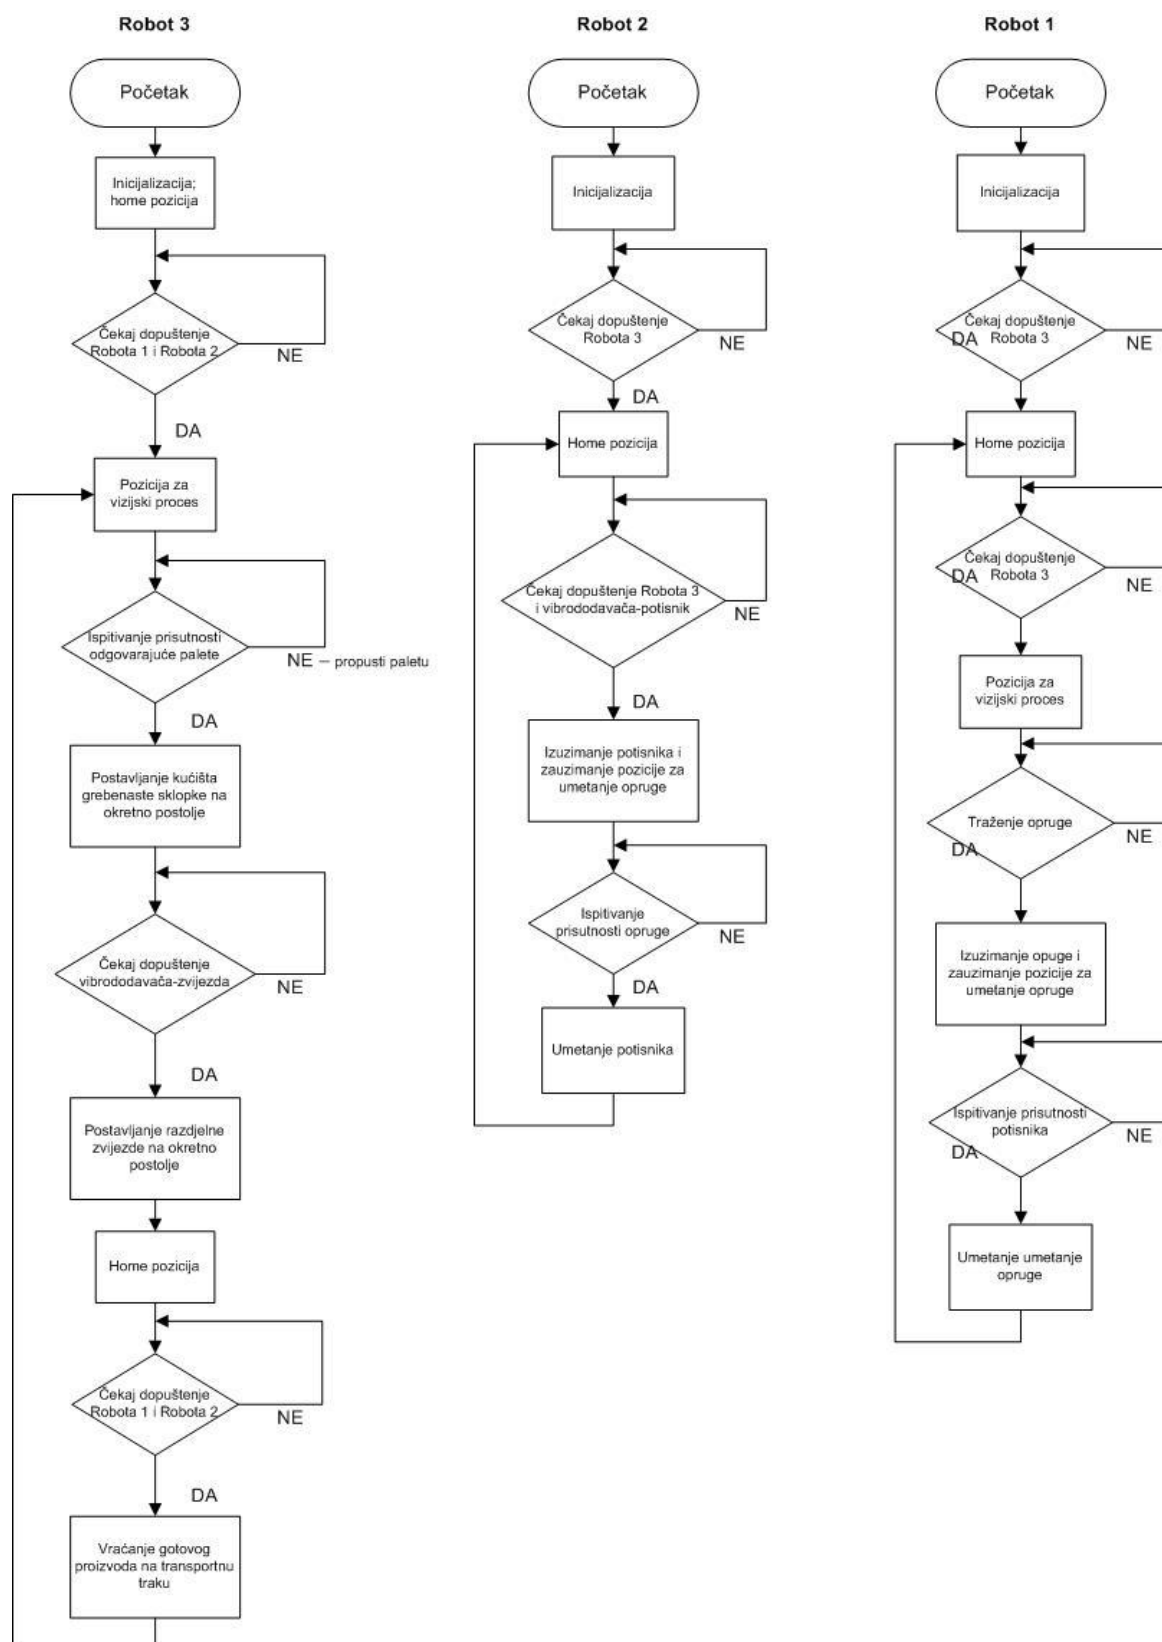 Robot 3
Početak
Inicijalizacija;
home pozicija
Čekaj dopuštenje
Robota 1 i Robota 2
NE
DA
Pozicija za
vizijski proces
Ispitivanje prisutnosti
odgovarajuće palete
NE – propusti paletu
DA
Postavljanje kućišta
grebenaste sklopke na
okretno postolje
Čekaj dopuštenje
vibrododavača-zvijezda
NE
DA
Postavljanje razdjelne
zvijezde na okretno
postolje
Home pozicija
Čekaj dopuštenje
Robota 1 i Robota 2
NE
DA
Vraćanje gotovog
proizvoda na transportnu
traku
Robot 2
Početak
Inicijalizacija
Čekaj dopuštenje
Robota 3
NE
DA
Home pozicija
Čekaj dopuštenje Robota 3
i vibrododavača-potisnik
NE
DA
Izuzimanje potisnika i
zauzimanje pozicije za
umetanje opruge
Ispitivanje
prisutnosti opruge
NE
DA
Umetanje potisnika
Robot 1
Početak
Inicijalizacija
Čekaj dopuštenje
Robota 3
DA
NE
Home pozicija
Čekaj dopuštenje
Robota 3
DA
NE
Pozicija za
vizijski proces
Traženje opruge
NE
DA
Izuzimanje opuge i
zauzimanje pozicije za
umetanje opruge
Ispitivanje prisutnosti
potisnika
NE
DA
Umetanje umetanje
opruge